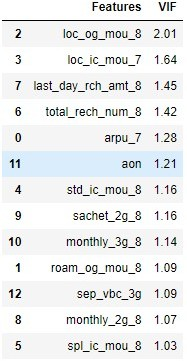 Features VIF
2 loc_og_mou_8 2.01
3 loc_ic_mou_7 1.64
7 last_day_rch_amt_8 1.45
6 total_rech_num_8 1.42
0 arpu_7 1.28
11 aon 1.21
4 std_ic_mou_8 1.16
9 sachet_2g_8 1.16
10 monthly_3g_8 1.14
1 roam_og_mou_8 1.09
12 sep_vbc_3g 1.09
8 monthly_2g_8 1.07
5 spl_ic_mou_8 1.03